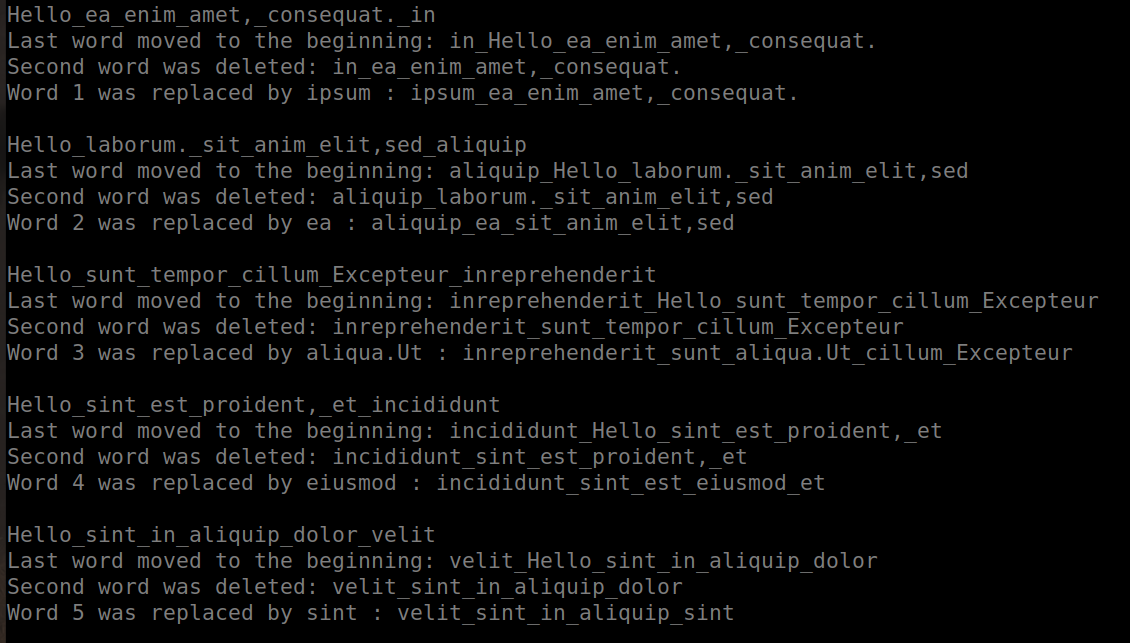 Hello_ea_enim_amet,_consequat._in
Last word moved to the beginning: in_Hello_ea_enim_amet,_consequat.
Second word was deleted: in_ea_enim_amet,_consequat.
Word 1 was replaced by ipsum : ipsum_ea_enim_amet,_consequat.
Hello_laborum._sit_anim_elit,sed_aliquip
Last word moved to the beginning: aliquip_Hello_laborum._sit_anim_elit,sed
Second word was deleted: aliquip_laborum._sit_anim_elit,sed
Word 2 was replaced by ea : aliquip_ea_sit_anim_elit,sed
Hello_sunt_tempor_cillum_Excepteur_inreprehenderit
Last word moved to the beginning: inreprehenderit_Hello_sunt_tempor_cillum_Excepteur
Second word was deleted: inreprehenderit_sunt_tempor_cillum_Excepteur
Word 3 was replaced by aliqua.Ut : inreprehenderit_sunt_aliqua.Ut_cillum_Excepteur
Hello_sint_est_proident,_et_incididunt
Last word moved to the beginning: incididunt_Hello_sint_est_proident,_et
Second word was deleted: incididunt_sint_est_proident,_et
Word 4 was replaced by eiusmod : incididunt_sint_est_eiusmod_et
Hello_sint_in_aliquip_dolor_velit
Last word moved to the beginning: velit_Hello_sint_in_aliquip_dolor
Second word was deleted: velit_sint_in_aliquip_dolor
Word 5 was replaced by sint : velit_sint_in_aliquip_sint